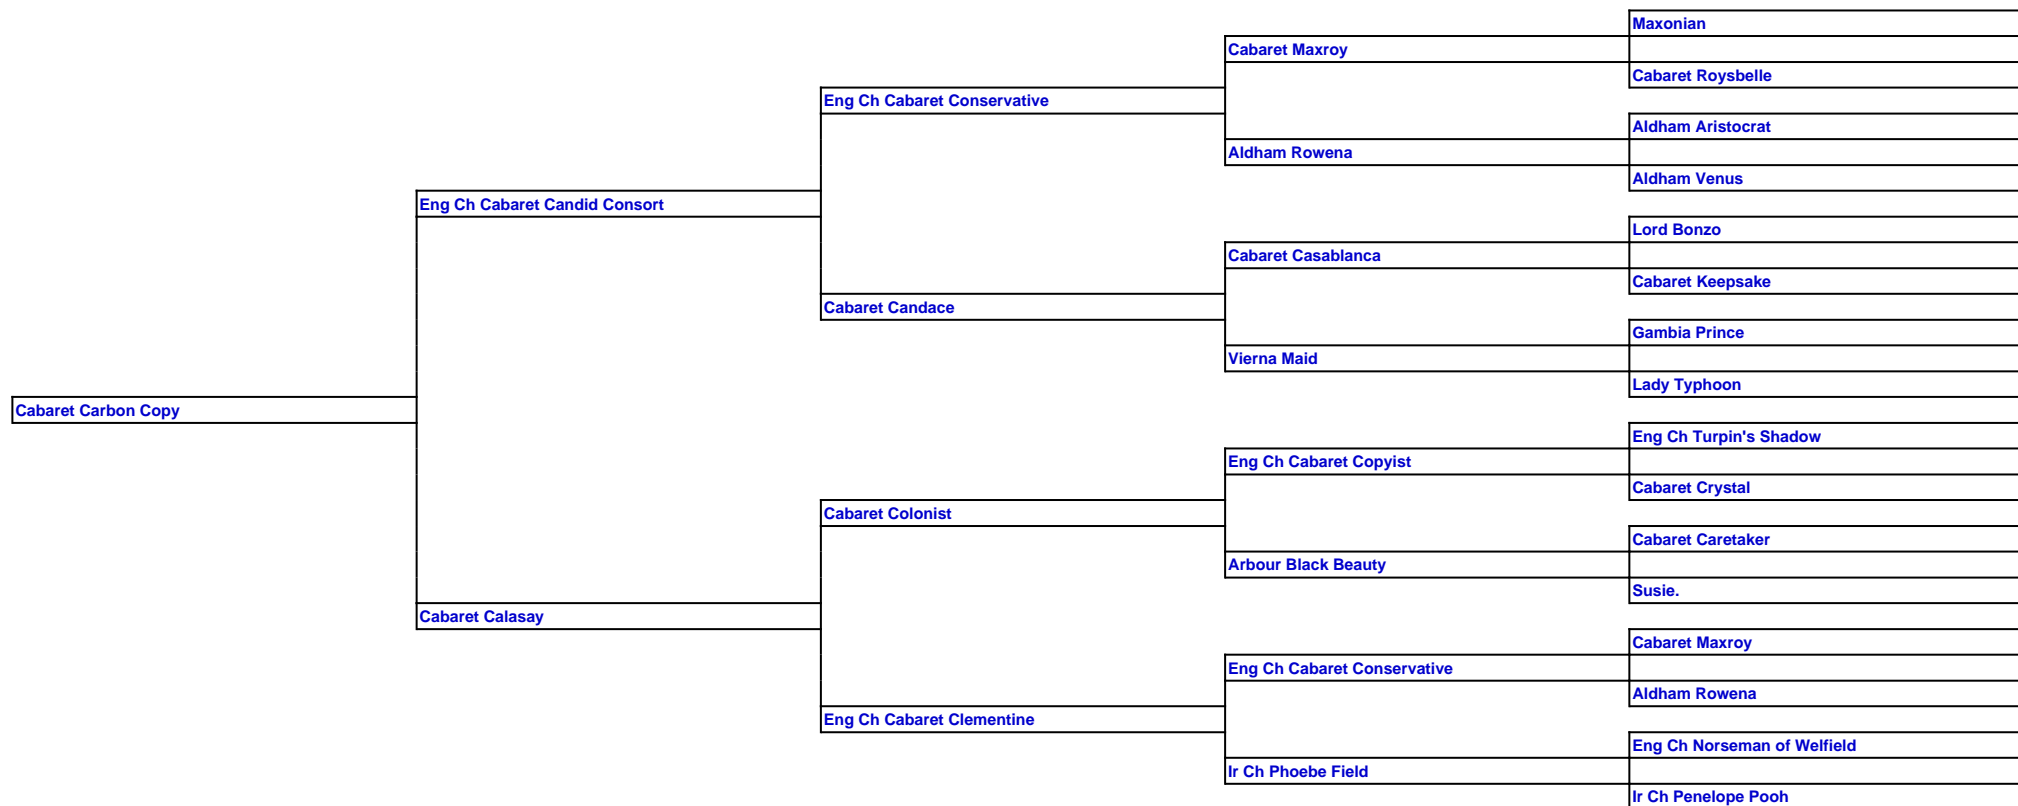 Maxonian
Cabaret Maxroy
Cabaret Roysbelle
Eng Ch Cabaret Conservative
Aldham Aristocrat
Aldham Rowena
Aldham Venus
Eng Ch Cabaret Candid Consort
Lord Bonzo
Cabaret Casablanca
Cabaret Keepsake
Cabaret Candace
Gambia Prince
Vierna Maid
Lady Typhoon
Cabaret Carbon Copy
Eng Ch Turpin's Shadow
Eng Ch Cabaret Copyist
Cabaret Crystal
Cabaret Colonist
Cabaret Caretaker
Arbour Black Beauty
Susie.
Cabaret Calasay
Cabaret Maxroy
Eng Ch Cabaret Conservative
Aldham Rowena
Eng Ch Cabaret Clementine
Eng Ch Norseman of Welfield
Ir Ch Phoebe Field
Ir Ch Penelope Pooh